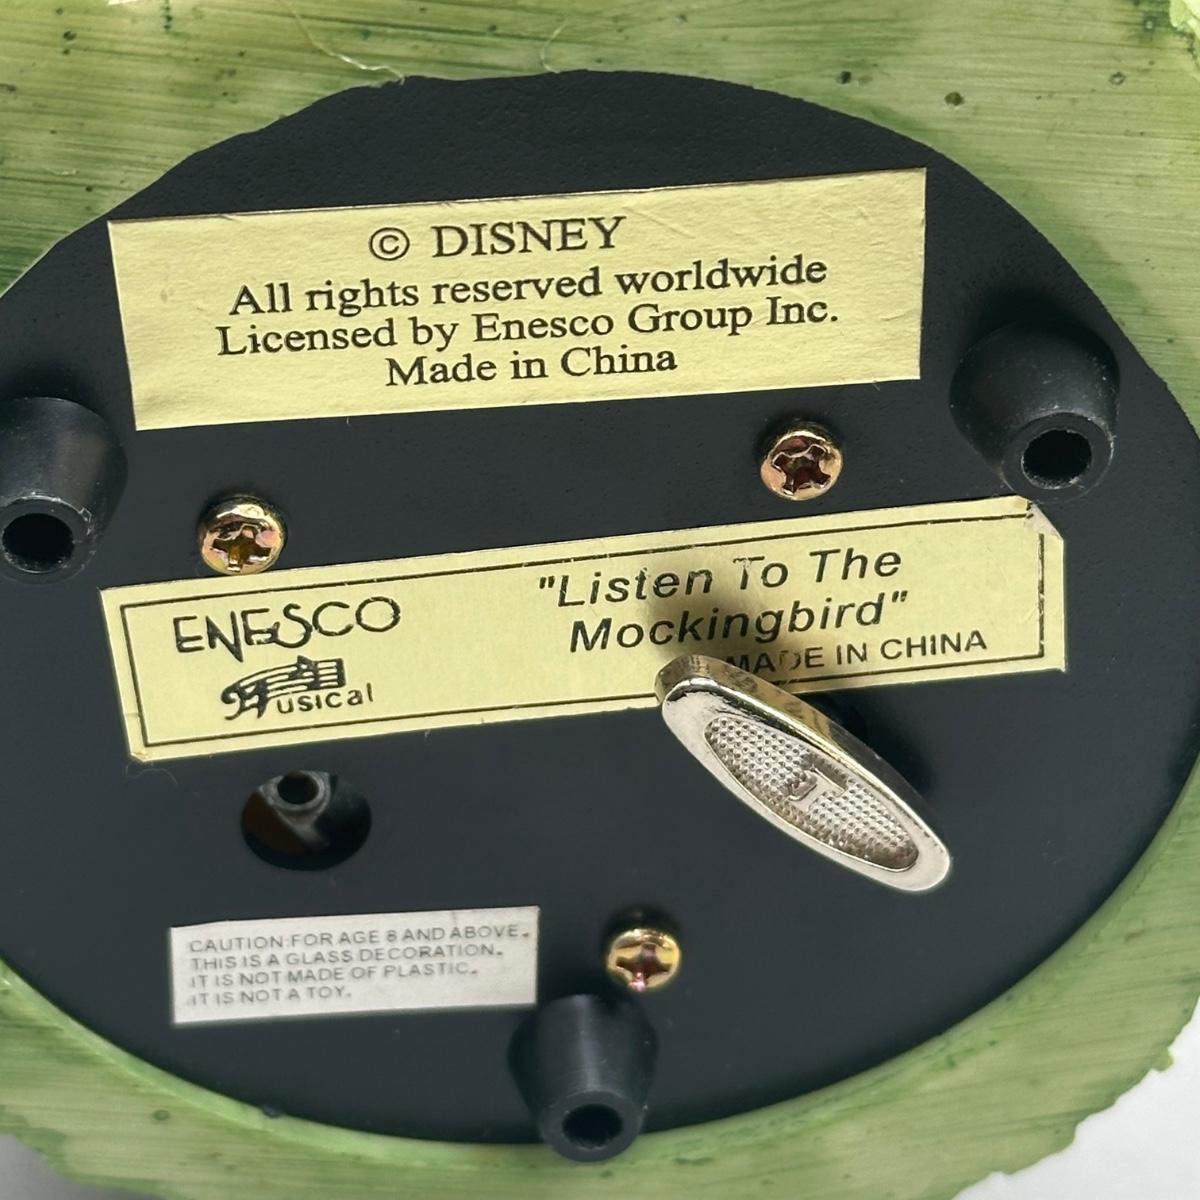 © DISNEY
All rights reserved worldwide
Licensed by Enesco Group Inc.
Made in China
ENESCO
Musical
"Listen To The
Mockingbird"
MADE IN CHINA
CAUTION:FOR AGE 8 AND ABOVE.
THIS IS A GLASS DECORATION.
IT IS NOT MADE OF PLASTIC.
IT IS NOT A TOY.